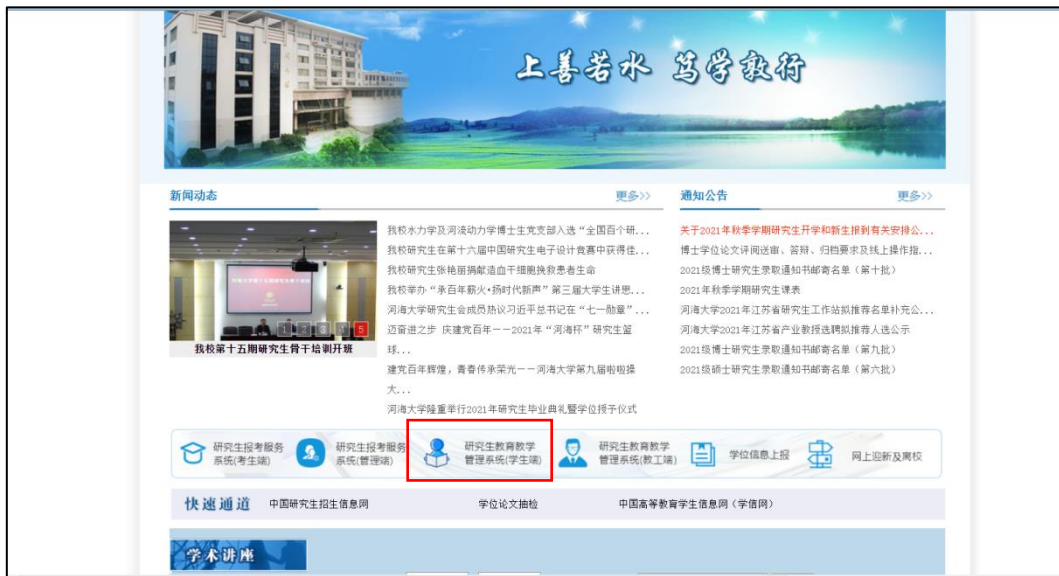 上善若水 笃学敦行
新闻动态
更多>>
通知公告
更多>>
我校水力学及河流动力学博士生党支部入选“全国百个研...
我校研究生在第十六届中国研究生电子设计竞赛中获得佳...
我校研究生张艳丽捐献造血干细胞挽救患者生命
我校举办“承百年薪火·扬时代新声”第三届大学生讲思...
河海大学研究生会成员热议习近平总书记在“七一勋章”...
迈奋进之步 庆建党百年——2021年“河海杯”研究生篮
球...
建党百年辉煌，青春传承荣光——河海大学第九届啦啦操
大...
河海大学隆重举行2021年研究生毕业典礼暨学位授予仪式
1 2 3 4 5
我校第十五期研究生骨干培训开班
关于2021年秋季学期研究生开学和新生报到有关安排公...
博士学位论文评阅送审、答辩、归档要求及线上操作指...
2021级博士研究生录取通知书邮寄名单（第十批）
2021年秋季学期研究生课表
河海大学2021年江苏省研究生工作站拟推荐名单补充公...
河海大学2021年江苏省产业教授选聘拟推荐人选公示
2021级博士研究生录取通知书邮寄名单（第九批）
2021级硕士研究生录取通知书邮寄名单（第六批）
研究生报考服务
系统(考生端)
研究生报考服务
系统(管理端)
研究生教育教学
管理系统(学生端)
研究生教育教学
管理系统(教工端)
学位信息上报
网上迎新及离校
快速通道
中国研究生招生信息网
学位论文抽检
中国高等教育学生信息网（学信网）
学术讲座